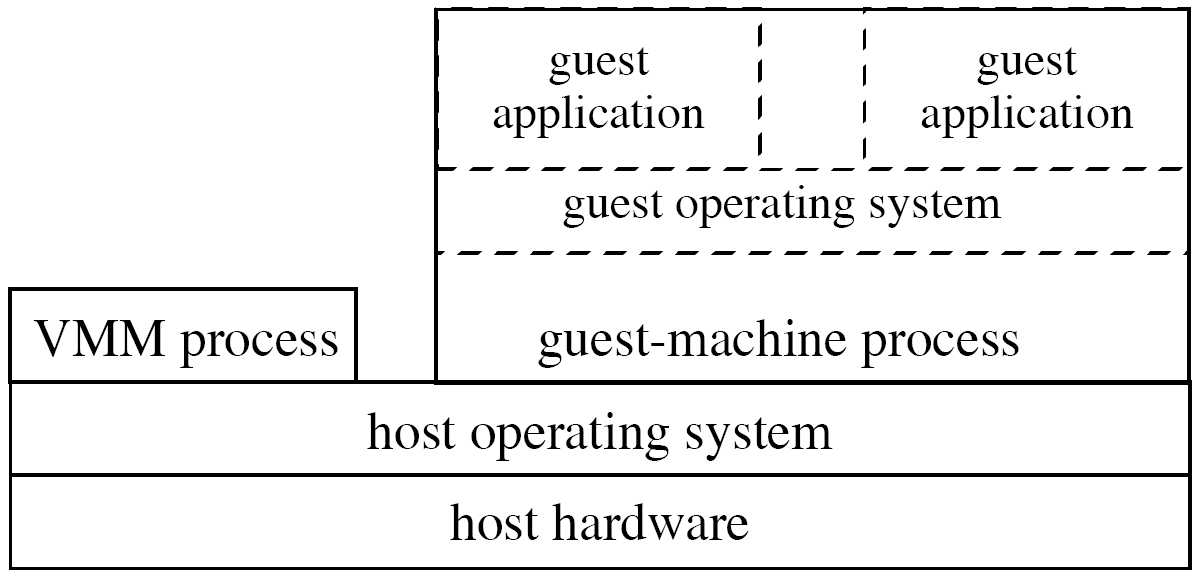 guest
application
guest
application
guest operating system
VMM process
guest-machine process
host operating system
host hardware